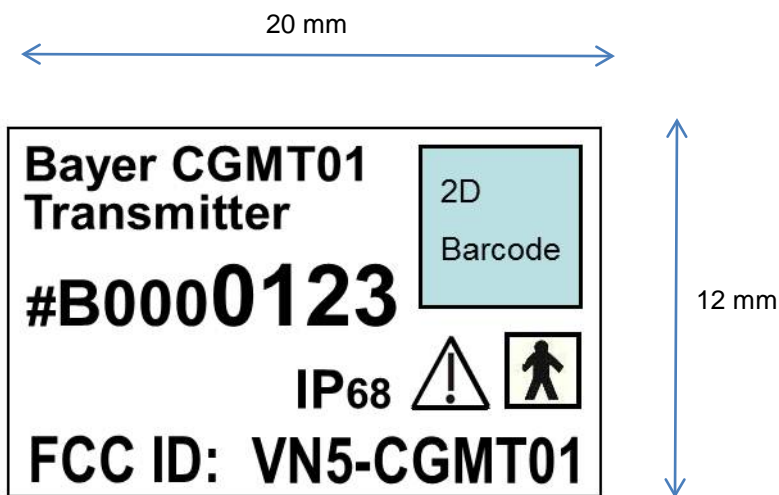 20 mm
Bayer CGMT01
Transmitter
2D
Barcode
#B0000123
12 mm
IP68
FCC ID: VN5-CGMT01